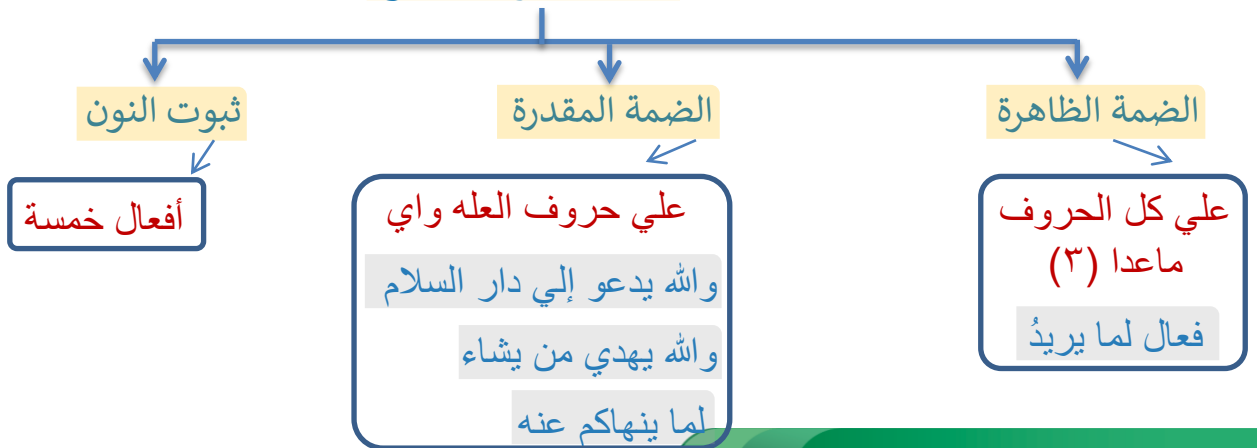 الضمة الظاهرة
علي كل الحروف
ماعدا (٣)
فعال لما يريدُ
الضمة المقدرة
علي حروف العله واي
والله يدعو إلي دار السلام
والله يهدي من يشاء
لما ينهاكم عنه
ثبوت النون
أفعال خمسة